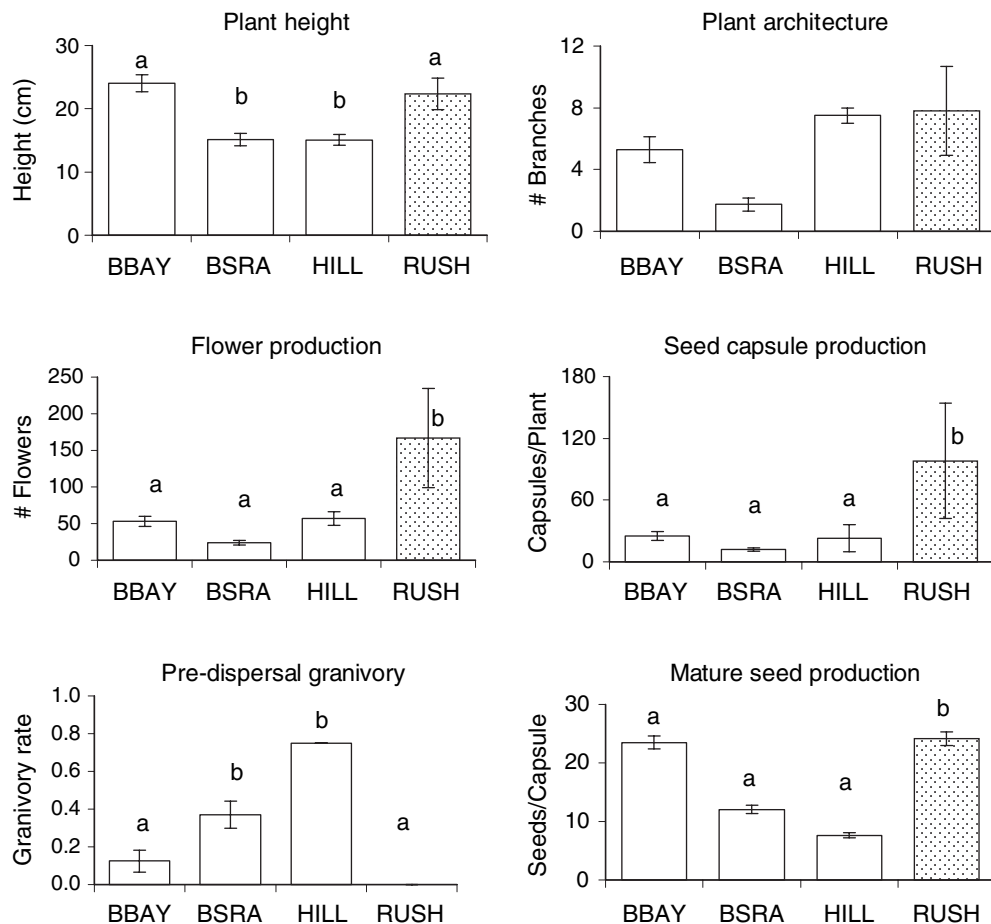 Plant height
Height (cm)
30
20
10
0
a
b
b
a
BBAY BSRA HILL RUSH
Plant architecture
# Branches
12
8
4
0
BBAY BSRA HILL RUSH
Flower production
# Flowers
250
200
150
100
50
0
a
a
a
b
BBAY BSRA HILL RUSH
Seed capsule production
Capsules/Plant
180
120
60
0
a
a
a
b
BBAY BSRA HILL RUSH
Pre-dispersal granivory
Granivory rate
1.0
0.8
0.6
0.4
0.2
0.0
a
b
b
a
BBAY BSRA HILL RUSH
Mature seed production
Seeds/Capsule
30
20
10
0
a
a
a
b
BBAY BSRA HILL RUSH